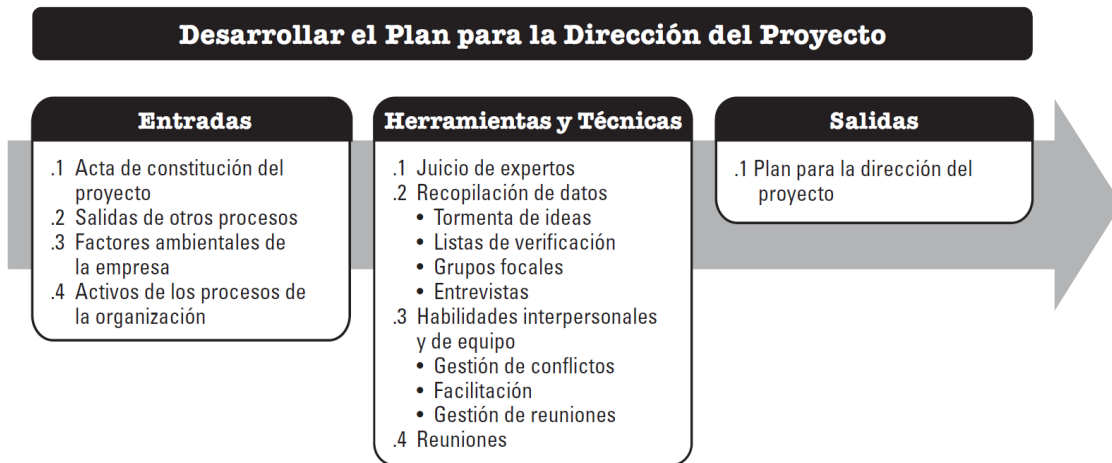 Desarrollar el Plan para la Dirección del Proyecto
Entradas
.1 Acta de constitución del
proyecto
.2 Salidas de otros procesos
.3 Factores ambientales de
la empresa
.4 Activos de los procesos de
la organización
Herramientas y Técnicas
.1 Juicio de expertos
.2 Recopilación de datos
• Tormenta de ideas
• Listas de verificación
• Grupos focales
• Entrevistas
.3 Habilidades interpersonales
y de equipo
• Gestión de conflictos
• Facilitación
• Gestión de reuniones
.4 Reuniones
Salidas
.1 Plan para la dirección del
proyecto